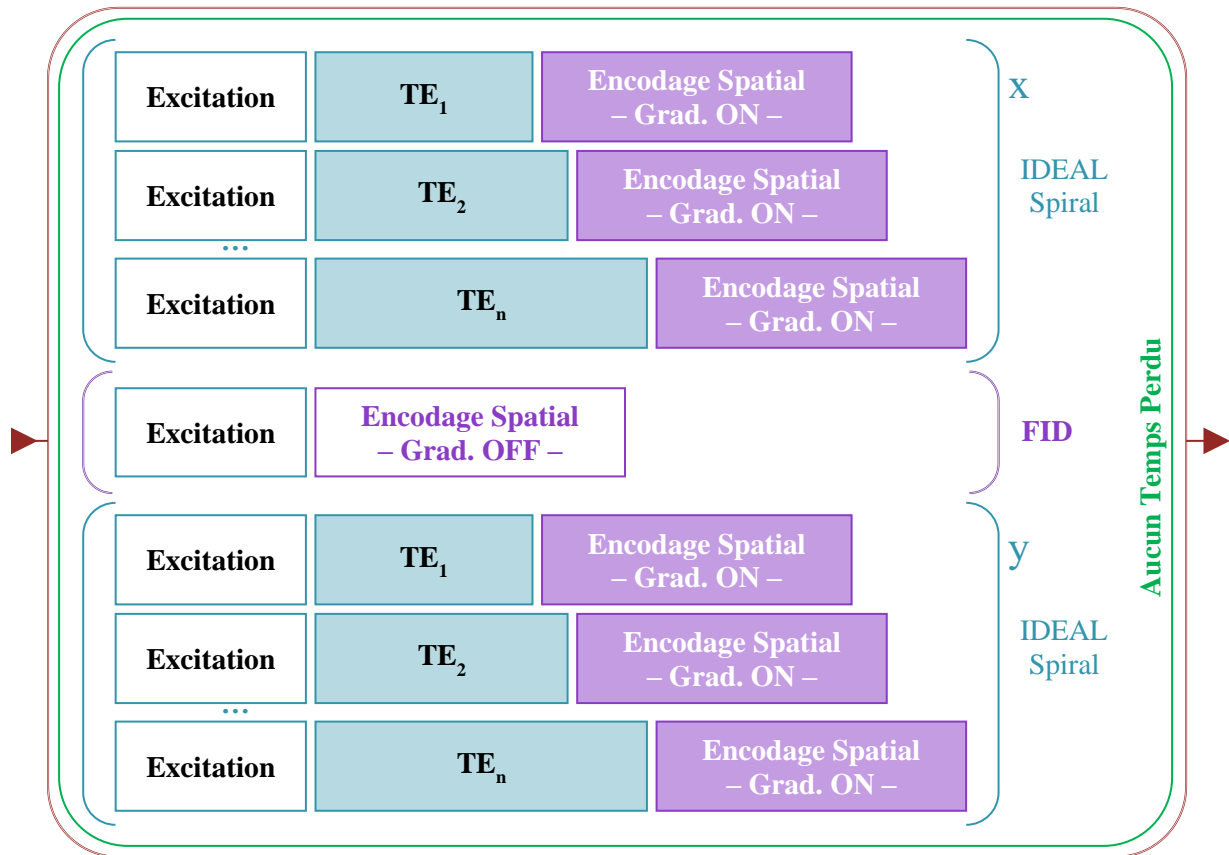 Excitation
TE1
Encodage Spatial
– Grad. ON –
x
Excitation
TE2
Encodage Spatial
– Grad. ON –
IDEAL
Spiral
...
Excitation
TEn
Encodage Spatial
– Grad. ON –
Excitation
Encodage Spatial
– Grad. OFF –
FID
Aucun Temps Perdu
Excitation
TE1
Encodage Spatial
– Grad. ON –
y
Excitation
TE2
Encodage Spatial
– Grad. ON –
IDEAL
Spiral
...
Excitation
TEn
Encodage Spatial
– Grad. ON –